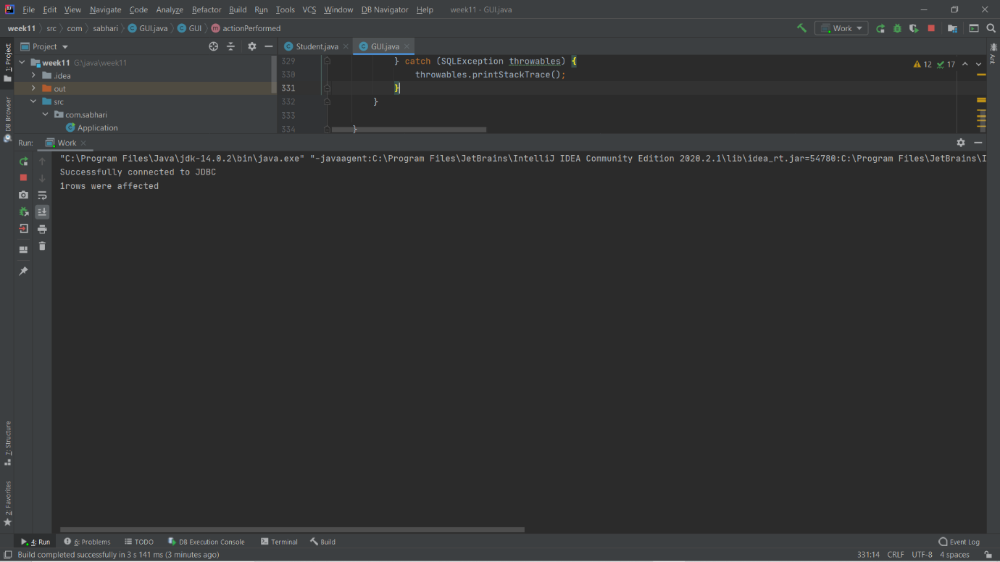 File Edit View Navigate Code Analyze Refactor Build Run Tools VCS Window DB Navigator Help week11 - GUI.java
week11 src com sabhari GUI.java GUI actionPerformed Work
1: Project
DB Browser
7: Structure
2: Favorites
Project
week11 G:\java\week11
.idea
out
src
com.sabhari
Application
Student.java GUI.java
329 } catch (SQLException throwables) {
330 throwables.printStackTrace();
331 }
332 }
333
334 }
12 17
Ant
Run: Work
"C:\Program Files\Java\jdk-14.0.2\bin\java.exe" "-javaagent:C:\Program Files\JetBrains\IntelliJ IDEA Community Edition 2020.2.1\lib\idea_rt.jar=54780:C:\Program Files\JetBrains\I
Successfully connected to JDBC
1rows were affected
4: Run 6: Problems TODO DB Execution Console Terminal Build Event Log
Build completed successfully in 3 s 141 ms (3 minutes ago) 331:14 CRLF UTF-8 4 spaces